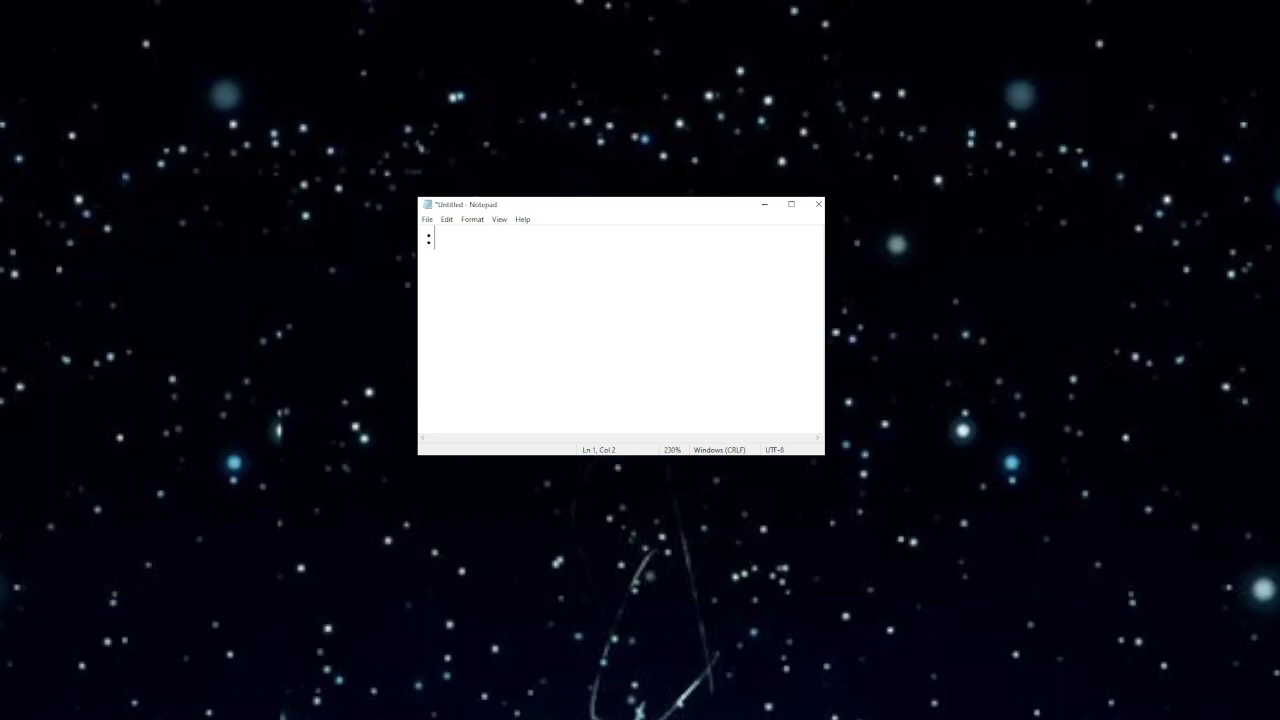 *Untitled - Notepad
File Edit Format View Help
:
Ln 1, Col 2 230% Windows (CRLF) UTF-8